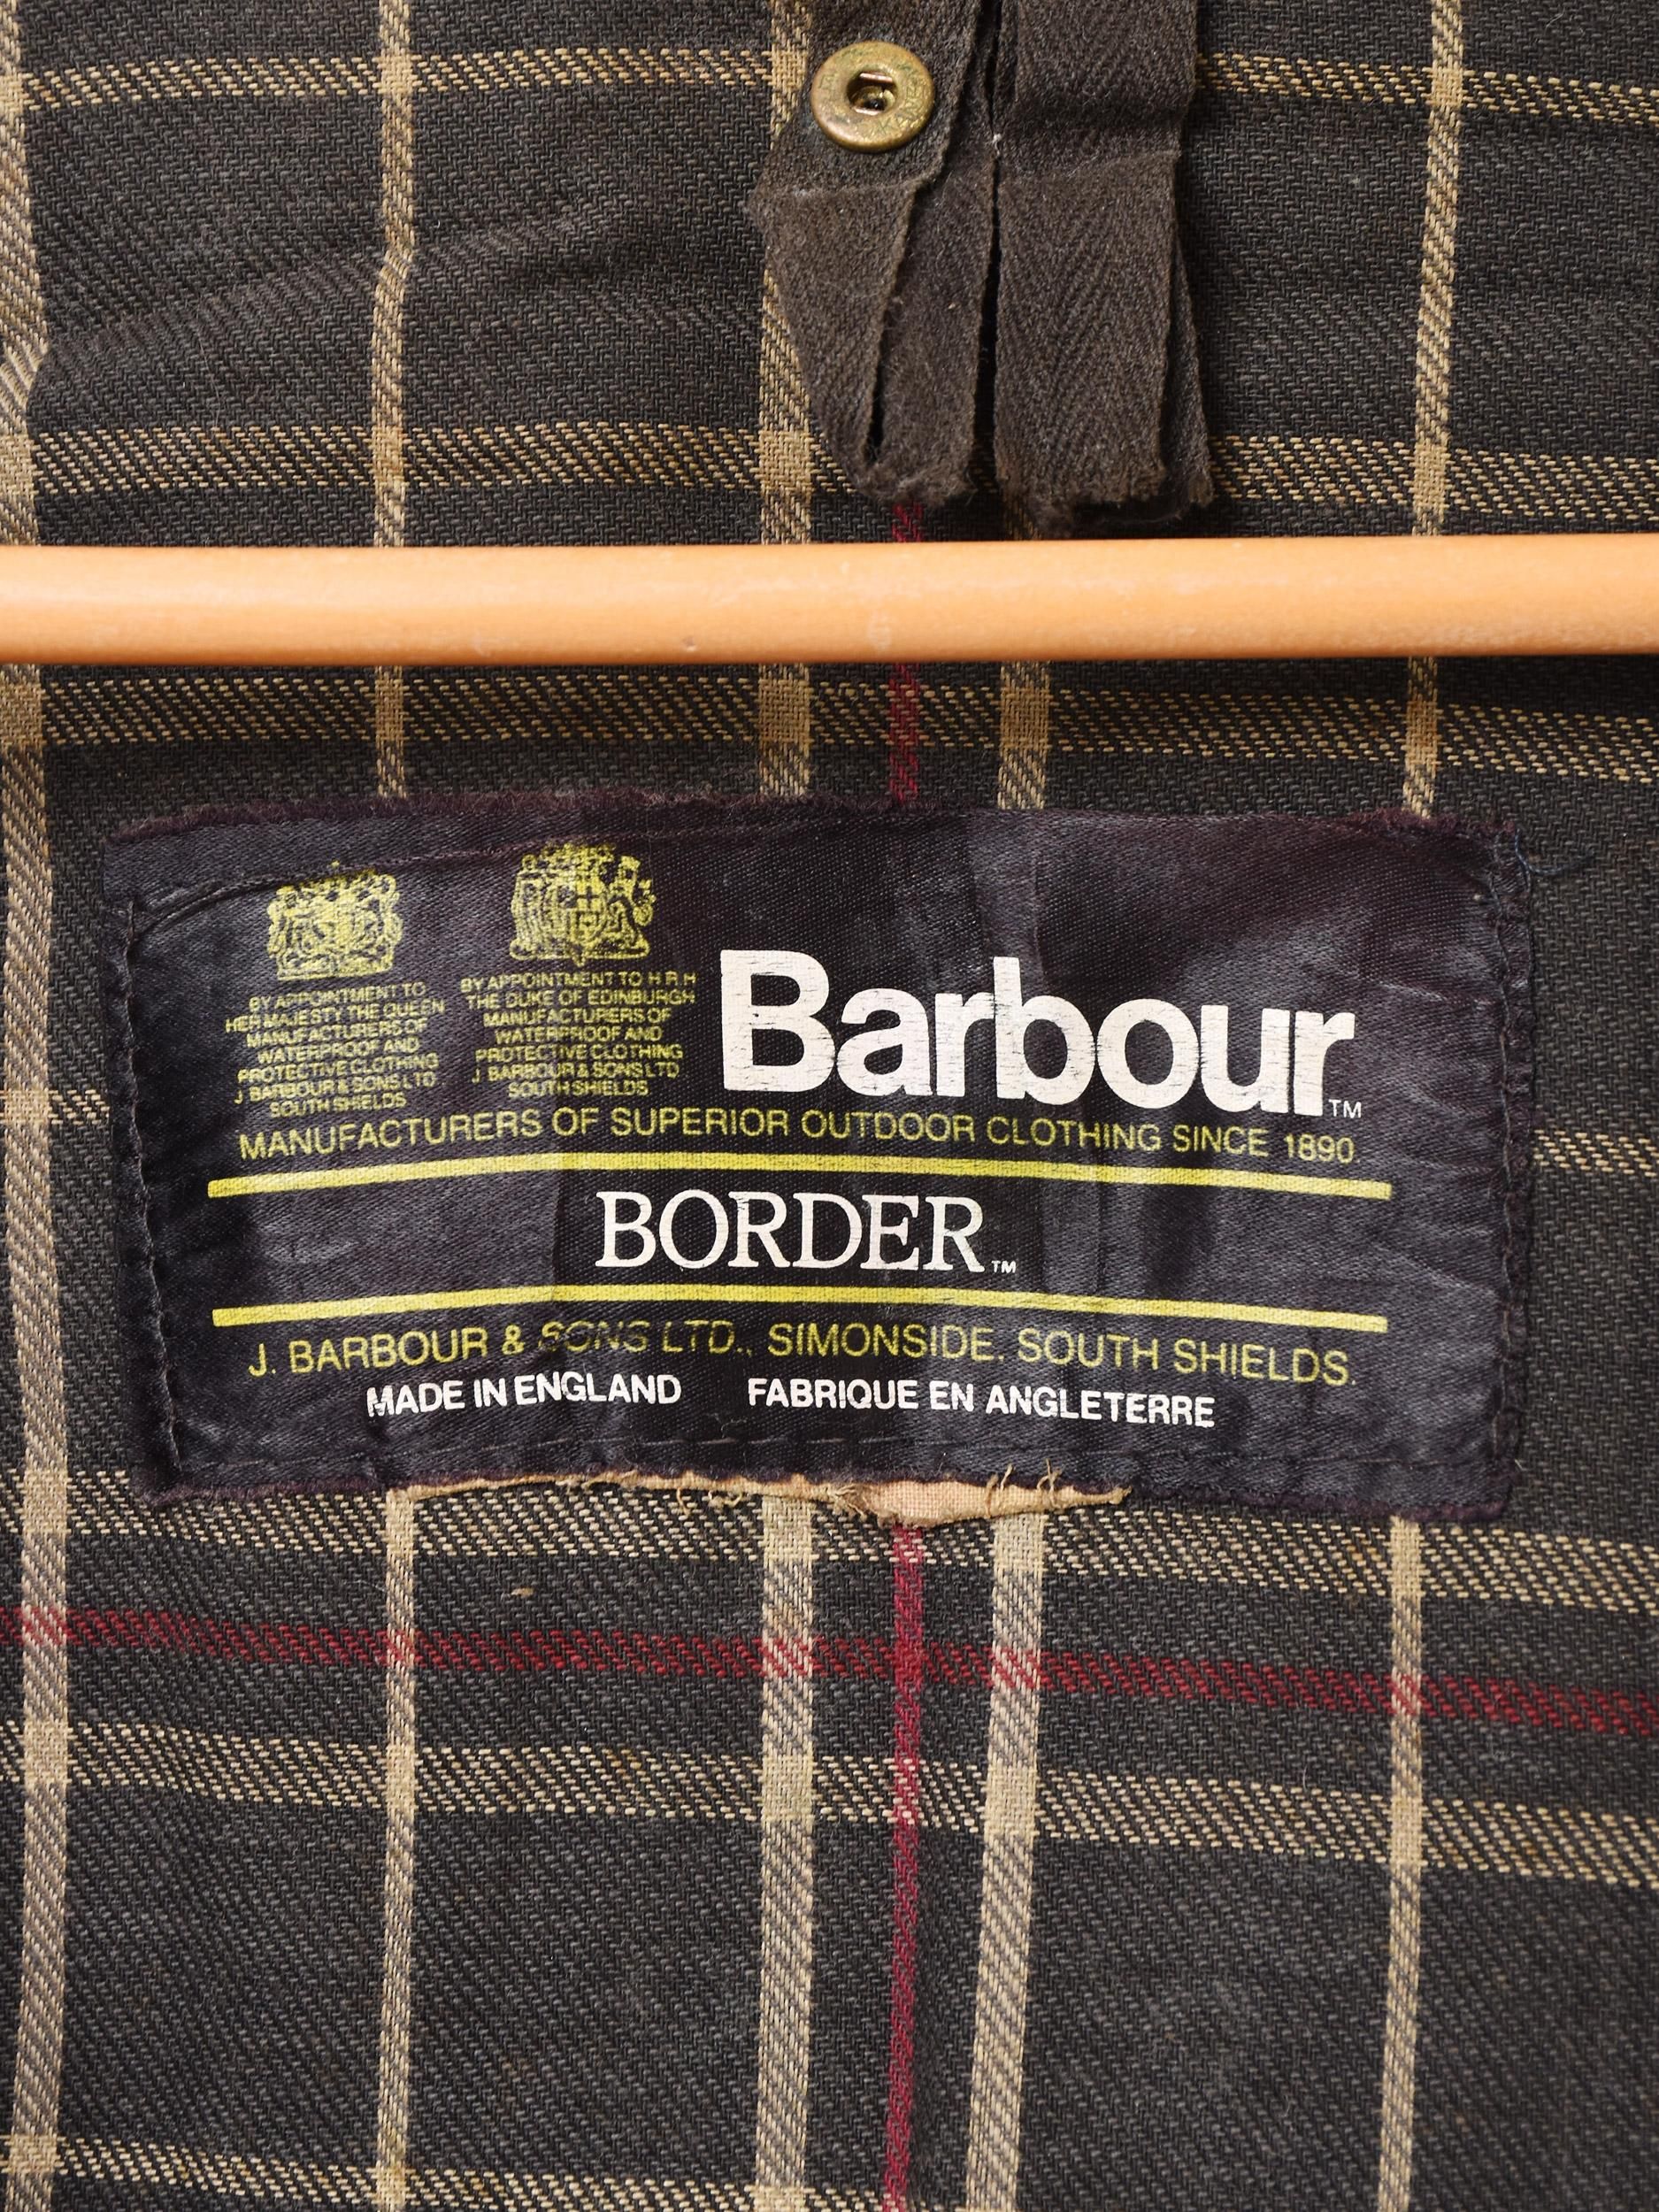 BY APPOINTMENT TO
HER MAJESTY THE QUEEN
MANUFACTURERS OF
WATERPROOF AND
PROTECTIVE CLOTHING
J BARBOUR & SONS LTD
SOUTH SHIELDS
BY APPOINTMENT TO H R H
THE DUKE OF EDINBURGH
MANUFACTURERS OF
WATERPROOF AND
PROTECTIVE CLOTHING
J BARBOUR & SONS LTD
SOUTH SHIELDS
Barbour™
MANUFACTURERS OF SUPERIOR OUTDOOR CLOTHING SINCE 1890.
BORDER™
J. BARBOUR & SONS LTD., SIMONSIDE. SOUTH SHIELDS.
MADE IN ENGLAND FABRIQUE EN ANGLETERRE